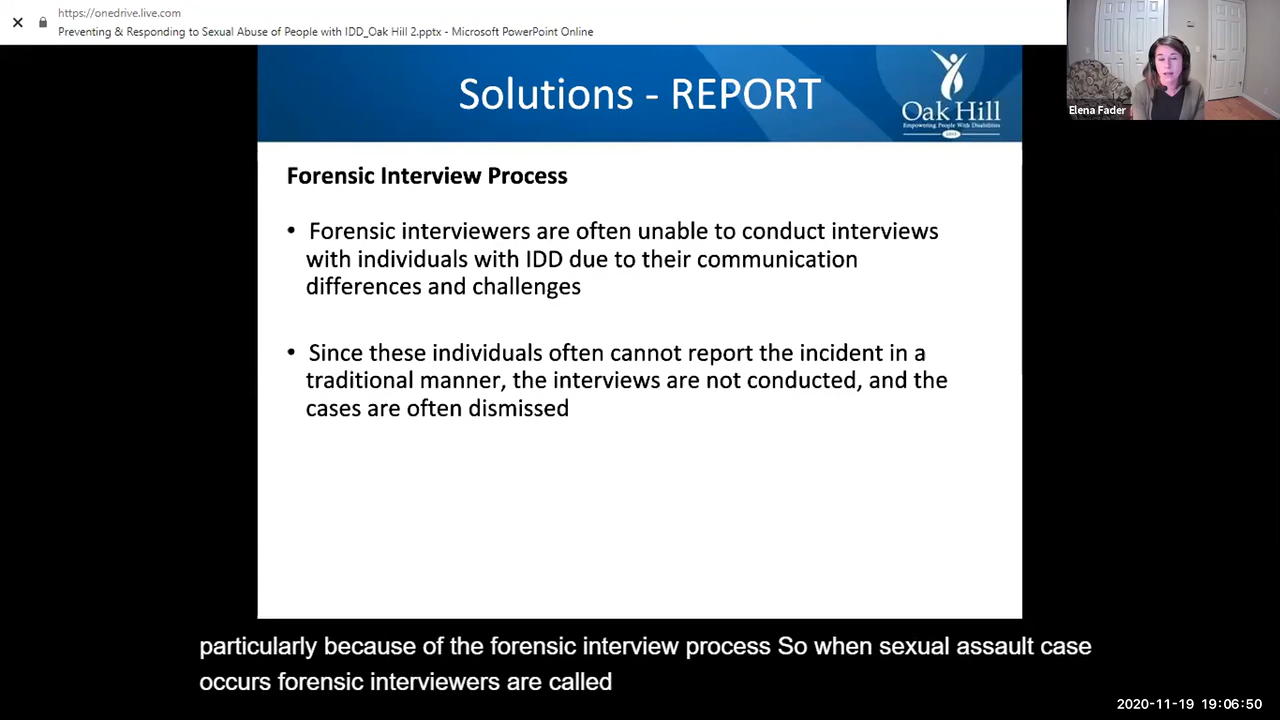 https://onedrive.live.com
Preventing & Responding to Sexual Abuse of People with IDD_Oak Hill 2.pptx - Microsoft PowerPoint Online
Elena Fader
Solutions - REPORT
Oak Hill
Empowering People With Disabilities
Forensic Interview Process
• Forensic interviewers are often unable to conduct interviews
with individuals with IDD due to their communication
differences and challenges
• Since these individuals often cannot report the incident in a
traditional manner, the interviews are not conducted, and the
cases are often dismissed
particularly because of the forensic interview process So when sexual assault case
occurs forensic interviewers are called
2020-11-19 19:06:50